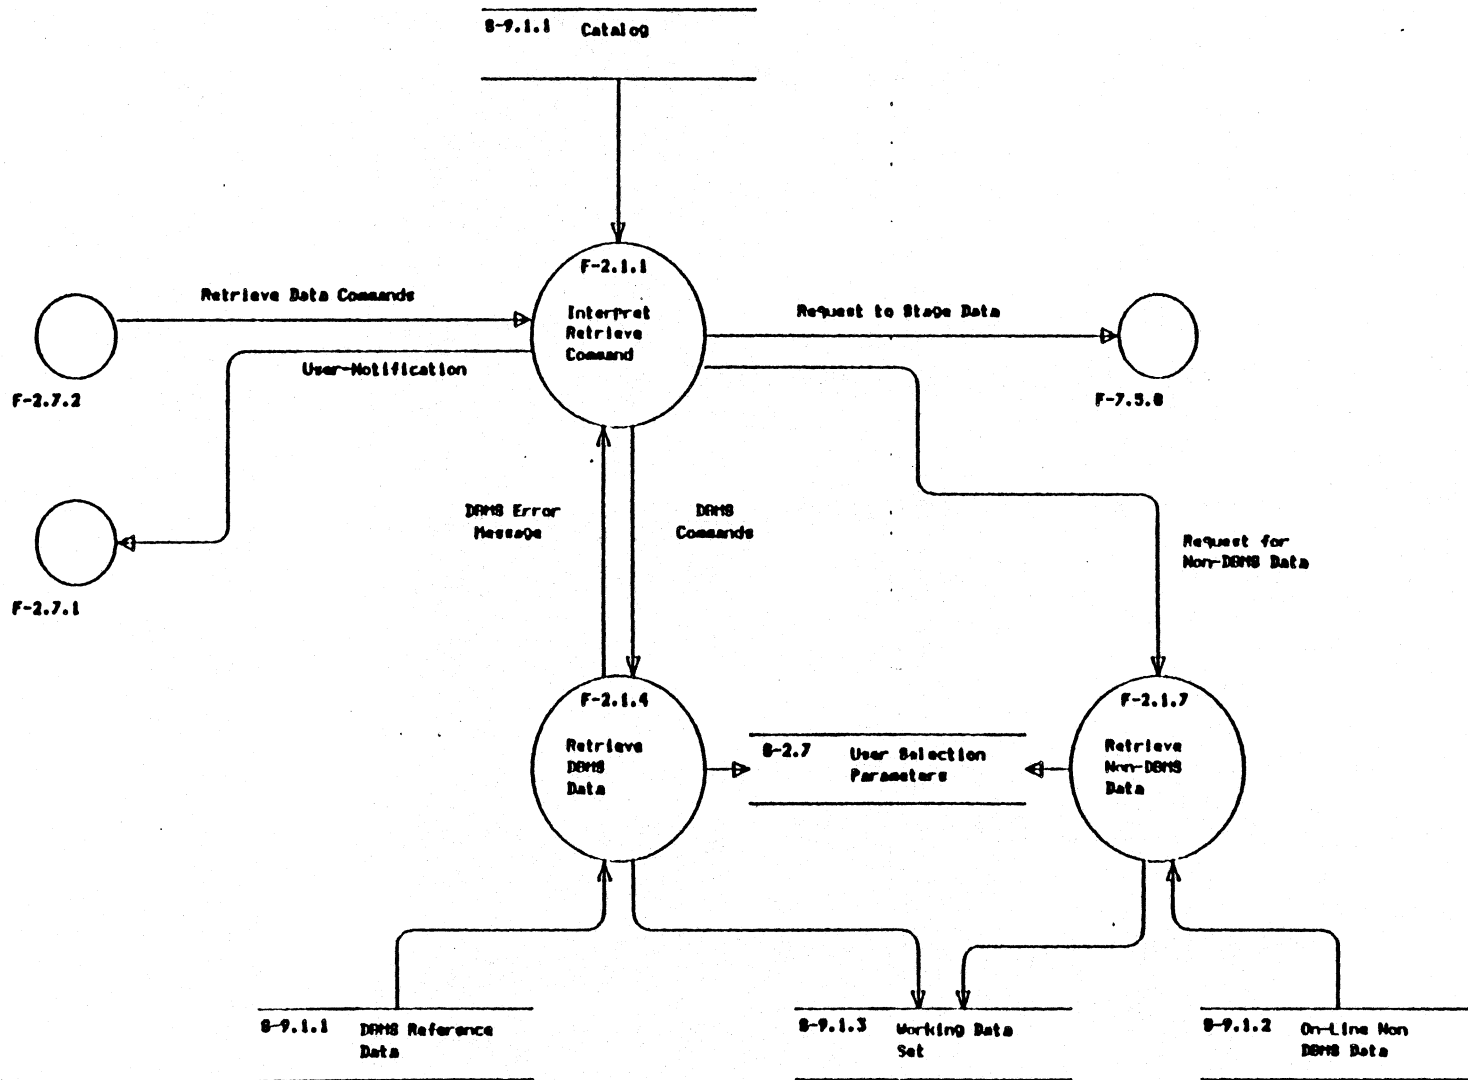 S-9.1.1 Catalog
F-2.1.1
Interpret
Retrieve
Command
Retrieve Data Commands
Request to Stage Data
User-Notification
F-2.7.2
F-7.5.8
DBMS Error
Message
DBMS
Commands
Request for
Non-DBMS Data
F-2.7.1
F-2.1.4
Retrieve
DBMS
Data
S-2.7 User Selection
Parameters
F-2.1.7
Retrieve
Non-DBMS
Data
S-9.1.1 DBMS Reference
Data
S-9.1.3 Working Data
Set
S-9.1.2 On-Line Non
DBMS Data